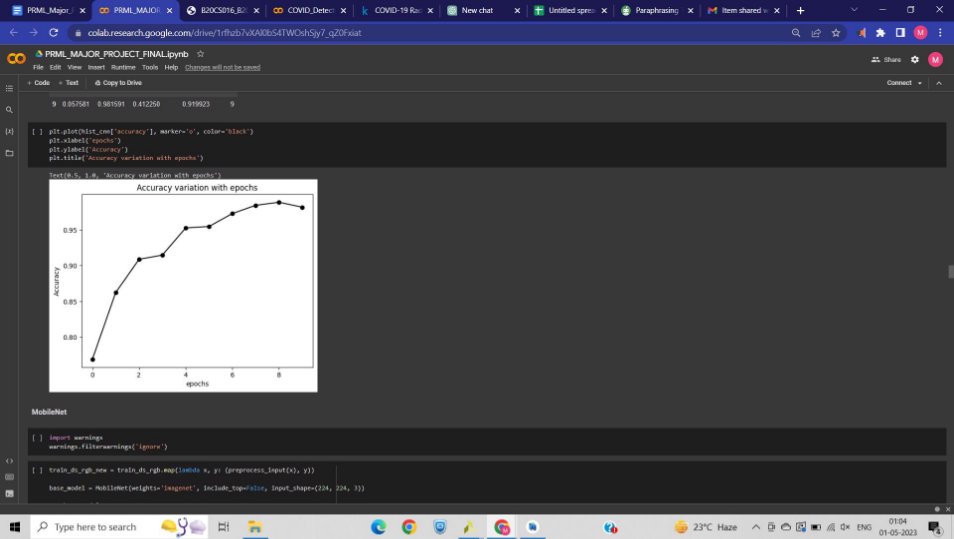 PRML_Major_ PRML_MAJOR B20CS016_B2 COVID_Detect COVID-19 Ra New chat Untitled sprea Paraphrasing Item shared w
colab.research.google.com/drive/1rfhzb7vXAl0bS4TWOshSjy7_qZ0Fxiat
PRML_MAJOR_PROJECT_FINAL.ipynb
File Edit View Insert Runtime Tools Help Changes will not be saved
Share
M
+ Code + Text Copy to Drive
Connect
9 0.057581 0.981591 0.412250 0.919923 9
[ ] plt.plot(hist_cnn['accuracy'], marker='o', color='black')
plt.xlabel('epochs')
plt.ylabel('Accuracy')
plt.title('Accuracy variation with epochs')
Text(0.5, 1.0, 'Accuracy variation with epochs')
Accuracy variation with epochs
0.95
0.90
0.85
0.80
Accuracy
0 2 4 6 8
epochs
MobileNet
[ ] import warnings
warnings.filterwarnings('ignore')
[ ] train_ds_rgb_new = train_ds_rgb.map(lambda x, y: (preprocess_input(x), y))
base_model = MobileNet(weights='imagenet', include_top=False, input_shape=(224, 224, 3))
Type here to search
23°C Haze
ENG
01:04
01-05-2023